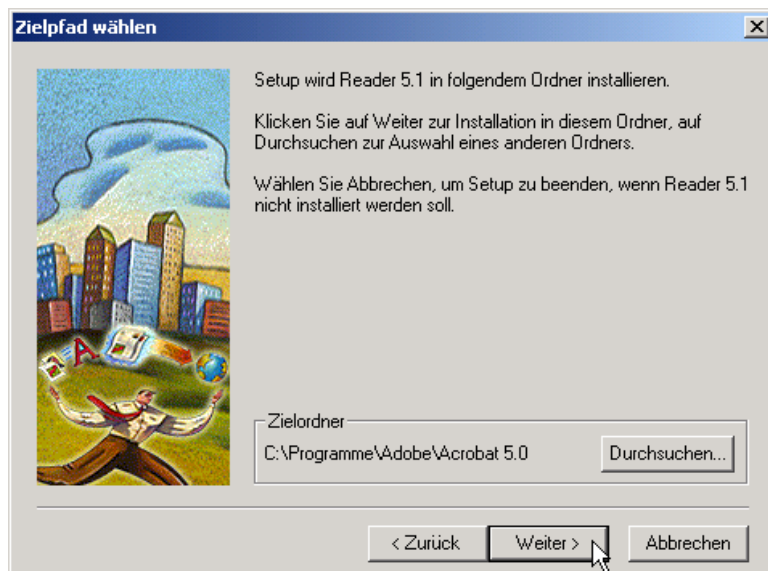 Zielpfad wählen
Setup wird Reader 5.1 in folgendem Ordner installieren.
Klicken Sie auf Weiter zur Installation in diesem Ordner, auf
Durchsuchen zur Auswahl eines anderen Ordners.
Wählen Sie Abbrechen, um Setup zu beenden, wenn Reader 5.1
nicht installiert werden soll.
A
Zielordner
C:\Programme\Adobe\Acrobat 5.0 Durchsuchen...
< Zurück Weiter > Abbrechen